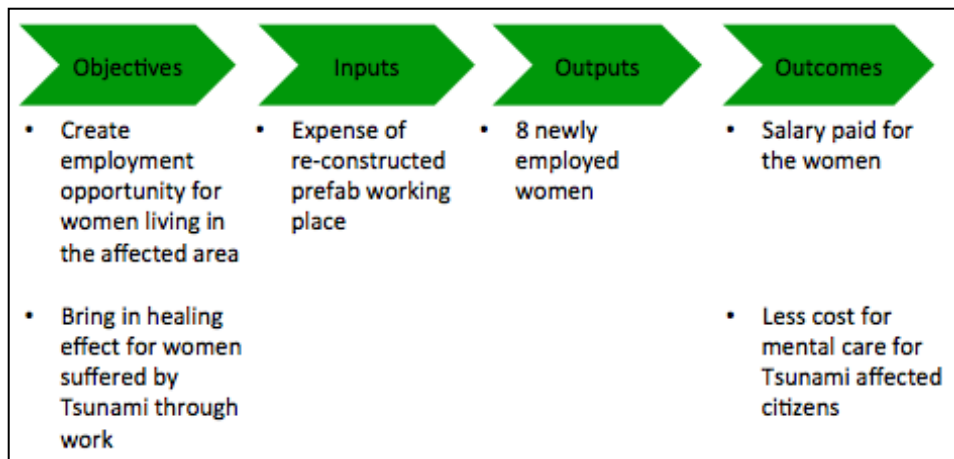 Objectives
Inputs
Outputs
Outcomes
• Create
employment
opportunity for
women living in
the affected area
• Bring in healing
effect for women
suffered by
Tsunami through
work
• Expense of
re-constructed
prefab working
place
• 8 newly
employed
women
• Salary paid for
the women
• Less cost for
mental care for
Tsunami affected
citizens